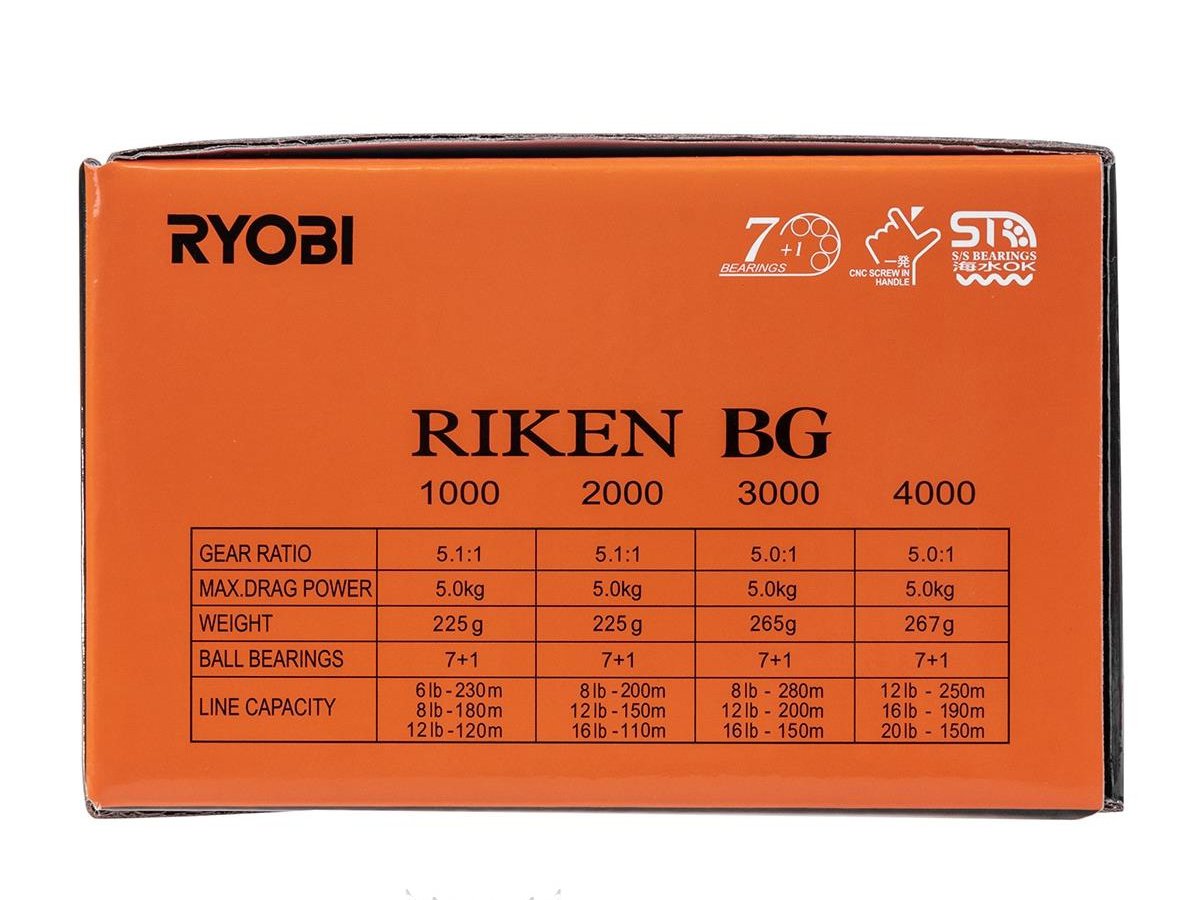 RYOBI
7+1
BEARINGS
一発
CNC SCREW IN
HANDLE
S/S BEARINGS
海水OK
RIKEN BG
1000 2000 3000 4000
GEAR RATIO 5.1:1 5.1:1 5.0:1 5.0:1
MAX.DRAG POWER 5.0kg 5.0kg 5.0kg 5.0kg
WEIGHT 225g 225g 265g 267g
BALL BEARINGS 7+1 7+1 7+1 7+1
LINE CAPACITY
6lb-230m 8lb-200m 8lb - 280m 12lb - 250m
8lb-180m 12lb-150m 12lb - 200m 16lb - 190m
12lb-120m 16lb-110m 16lb - 150m 20lb - 150m